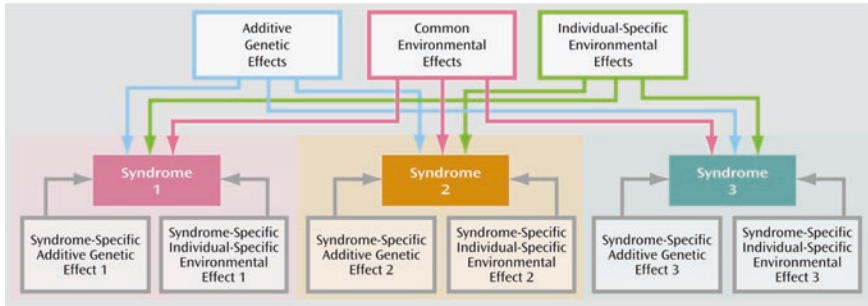 Additive
Genetic
Effects
Common
Environmental
Effects
Individual-Specific
Environmental
Effects
Syndrome
1
Syndrome
2
Syndrome
3
Syndrome-Specific
Additive Genetic
Effect 1
Syndrome-Specific
Individual-Specific
Environmental
Effect 1
Syndrome-Specific
Additive Genetic
Effect 2
Syndrome-Specific
Individual-Specific
Environmental
Effect 2
Syndrome-Specific
Additive Genetic
Effect 3
Syndrome-Specific
Individual-Specific
Environmental
Effect 3